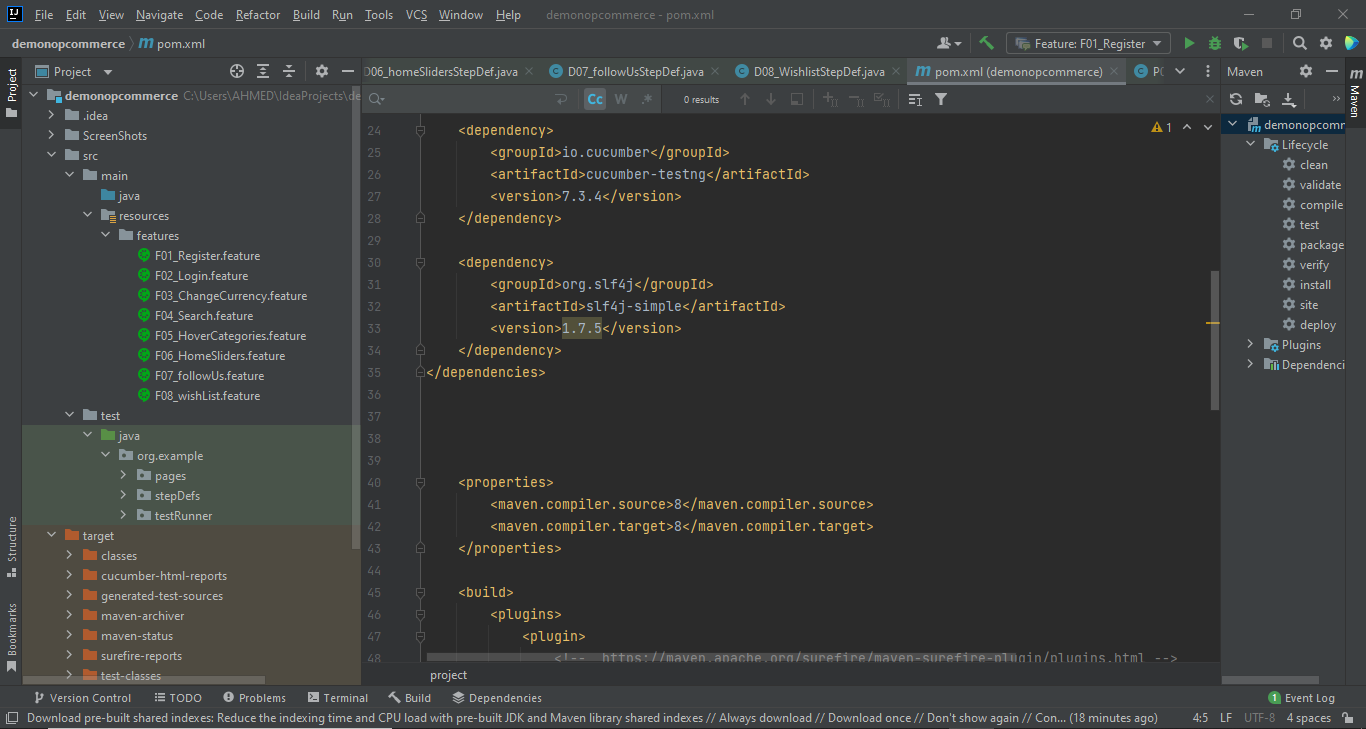 File Edit View Navigate Code Refactor Build Run Tools VCS Window Help demonopcommerce - pom.xml
demonopcommerce pom.xml Feature: F01_Register
Project
D06_homeSlidersStepDef.java D07_followUsStepDef.java D08_WishlistStepDef.java pom.xml (demonopcommerce)
Maven
Cc W .* 0 results
Project
Structure
Bookmarks
demonopcommerce C:\Users\AHMED\IdeaProjects\de
.idea
ScreenShots
src
main
java
resources
features
F01_Register.feature
F02_Login.feature
F03_ChangeCurrency.feature
F04_Search.feature
F05_HoverCategories.feature
F06_HomeSliders.feature
F07_followUs.feature
F08_wishList.feature
test
java
org.example
pages
stepDefs
testRunner
target
classes
cucumber-html-reports
generated-test-sources
maven-archiver
maven-status
surefire-reports
test-classes
24 <dependency>
25 <groupId>io.cucumber</groupId>
26 <artifactId>cucumber-testng</artifactId>
27 <version>7.3.4</version>
28 </dependency>
29
30 <dependency>
31 <groupId>org.slf4j</groupId>
32 <artifactId>slf4j-simple</artifactId>
33 <version>1.7.5</version>
34 </dependency>
35 </dependencies>
36
37
38
39
40 <properties>
41 <maven.compiler.source>8</maven.compiler.source>
42 <maven.compiler.target>8</maven.compiler.target>
43 </properties>
44
45 <build>
46 <plugins>
47 <plugin>
48 <!-- https://maven.apache.org/surefire/maven-surefire-plugin/plugins.html -->
1
project
demonopcomm
Lifecycle
clean
validate
compile
test
package
verify
install
site
deploy
Plugins
Dependenci
Maven
Version Control TODO Problems Terminal Build Dependencies 1 Event Log
Download pre-built shared indexes: Reduce the indexing time and CPU load with pre-built JDK and Maven library shared indexes // Always download // Download once // Don't show again // Con... (18 minutes ago) 4:5 LF UTF-8 4 spaces